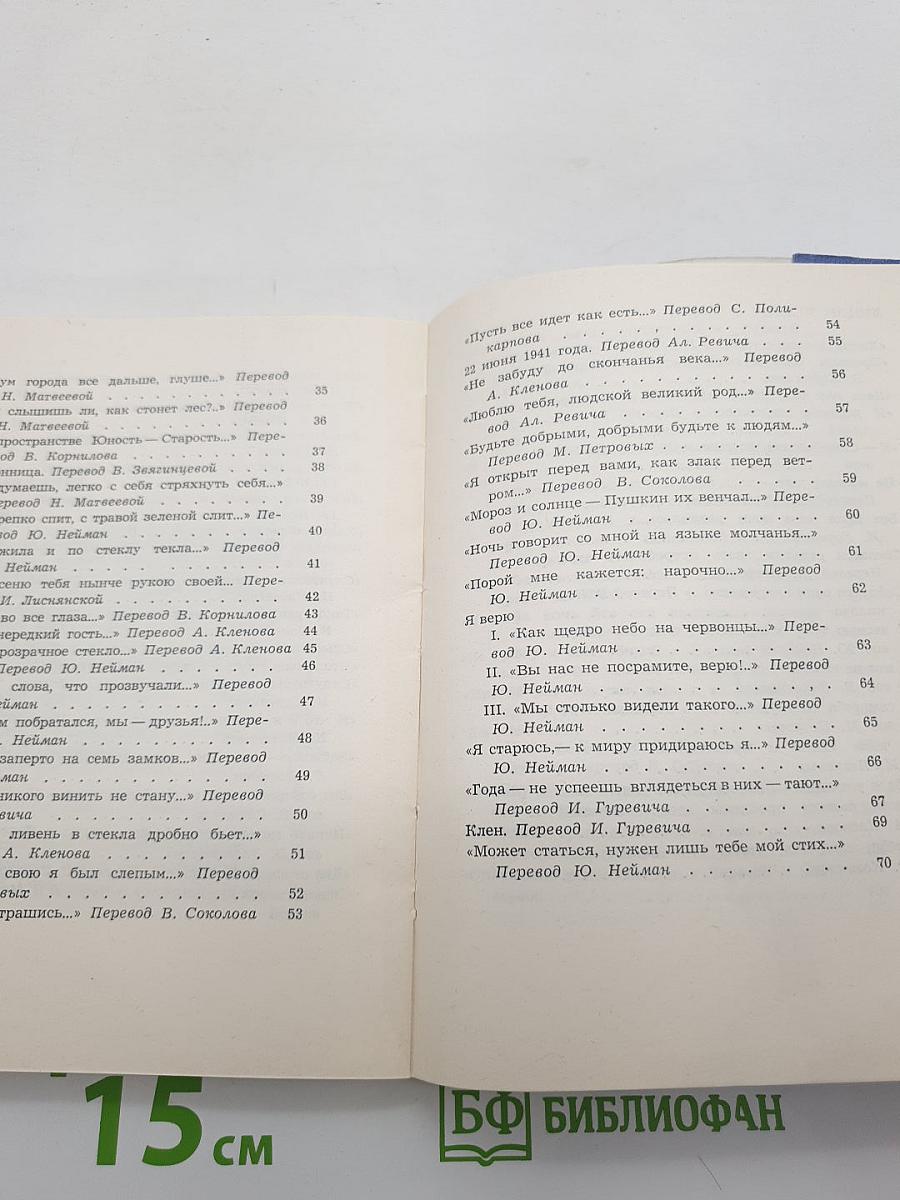 ум города все дальше, глуше...» Перевод
Н. Матвеевой . . . . . . . . . . . 35
слышишь ли, как стонет лес?..» Перевод
Н. Матвеевой . . . . . . . . . . . 36
пространстве Юность — Старость...» Пере-
од В. Корнилова . . . . . . . . . . 37
онница. Перевод В. Звягинцевой . . . . 38
думаешь, легко с себя стряхнуть себя...»
Перевод Н. Матвеевой . . . . . . . . 39
репко спит, с травой зеленой слит...» Пе-
вод Ю. Нейман . . . . . . . . . . 40
жила и по стеклу текла...» Перевод
Нейман . . . . . . . . . . . . 41
сеню тебя нынче рукою своей... Пере-
И. Лиснянской . . . . . . . . . . 42
во все глаза...» Перевод В. Корнилова 43
нередкий гость...» Перевод А. Кленова 44
прозрачное стекло...» Перевод А. Кленова 45
Перевод Ю. Нейман . . . . . . . 46
слова, что прозвучали...» Перевод
ейман . . . . . . . . . . . . 47
м побратался, мы — друзья!..» Пере-
. Нейман . . . . . . . . . . . 48
заперто на семь замков...» Перевод
ман . . . . . . . . . . . . . 49
никого винить не стану...» Перевод
вича . . . . . . . . . . . . . 50
ливень в стекла дробно бьет...»
А. Кленова . . . . . . . . . . 51
свою я был слепым...» Перевод
вых . . . . . . . . . . . . . 52
трашись...» Перевод В. Соколова 53
«Пусть все идет как есть...» Перевод С. Поли-
карпова . . . . . . . . . . . . . 54
22 июня 1941 года. Перевод Ал. Ревича . . . 55
«Не забуду до скончанья века...» Перевод
А. Кленова . . . . . . . . . . . . 56
«Люблю тебя, людской великий род...» Пере-
вод Ал. Ревича . . . . . . . . . . . 57
«Будьте добрыми, добрыми будьте к людям...»
Перевод М. Петровых . . . . . . . . . 58
«Я открыт перед вами, как злак перед вет-
ром...» Перевод В. Соколова . . . . . . 59
«Мороз и солнце — Пушкин их венчал...» Пере-
вод Ю. Нейман . . . . . . . . . . . 60
«Ночь говорит со мной на языке молчанья...»
Перевод Ю. Нейман . . . . . . . . . 61
«Порой мне кажется: нарочно...» Перевод
Ю. Нейман . . . . . . . . . . . . . 62
Я верю
I. «Как щедро небо на червонцы...» Пере-
вод Ю. Нейман . . . . . . . . . . 63
II. «Вы нас не посрамите, верю!..» Перевод
Ю. Нейман . . . . . . . . . . . . 64
III. «Мы столько видели такого...» Перевод
Ю. Нейман . . . . . . . . . . . . 65
«Я старюсь,— к миру придираюсь я...» Перевод
Ю. Нейман . . . . . . . . . . . . 66
«Года — не успеешь вглядеться в них — тают...»
Перевод И. Гуревича . . . . . . . . 67
Клен. Перевод И. Гуревича . . . . . . . . 69
«Может статься, нужен лишь тебе мой стих...»
Перевод Ю. Нейман . . . . . . . . . 70
15 см
БФ БИБЛИОФАН